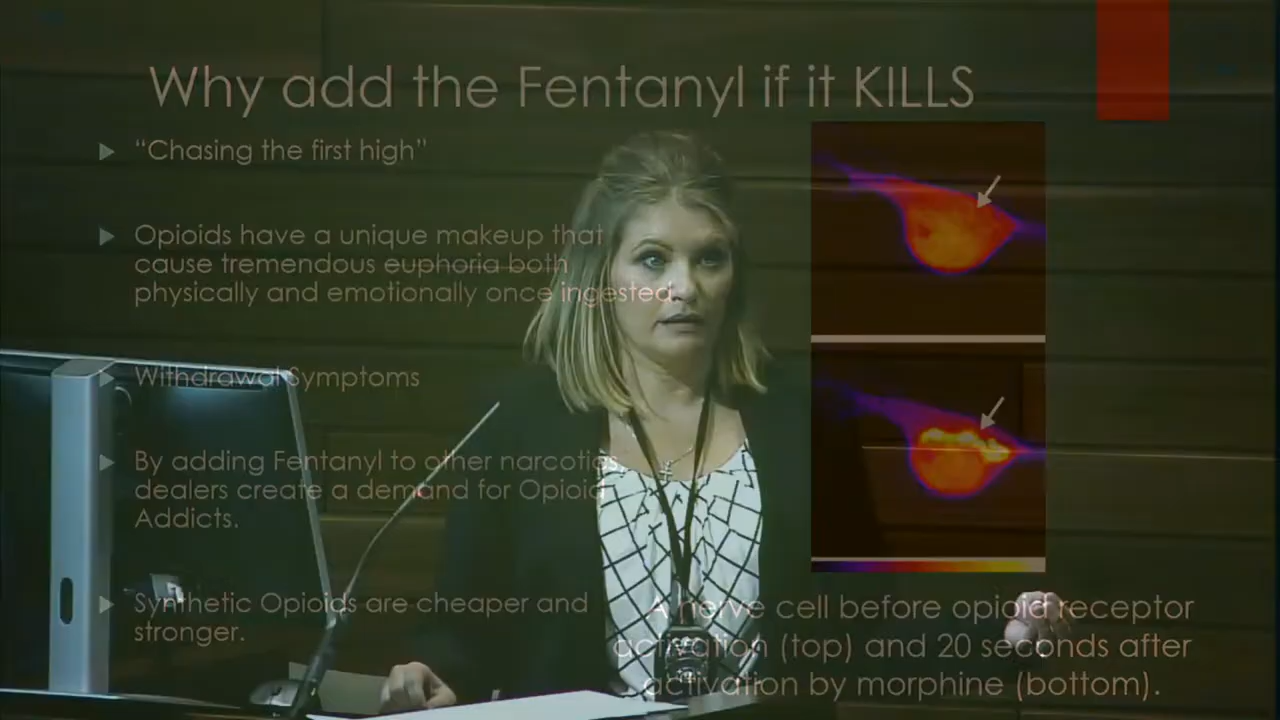 Why add the Fentanyl if it KILLS
“Chasing the first high”
Opioids have a unique makeup that
cause tremendous euphoria both
physically and emotionally once ingested.
Withdrawal Symptoms
By adding Fentanyl to other narcotics
dealers create a demand for Opioid
Addicts.
Synthetic Opioids are cheaper and
stronger.
A nerve cell before opioid receptor
activation (top) and 20 seconds after
activation by morphine (bottom).